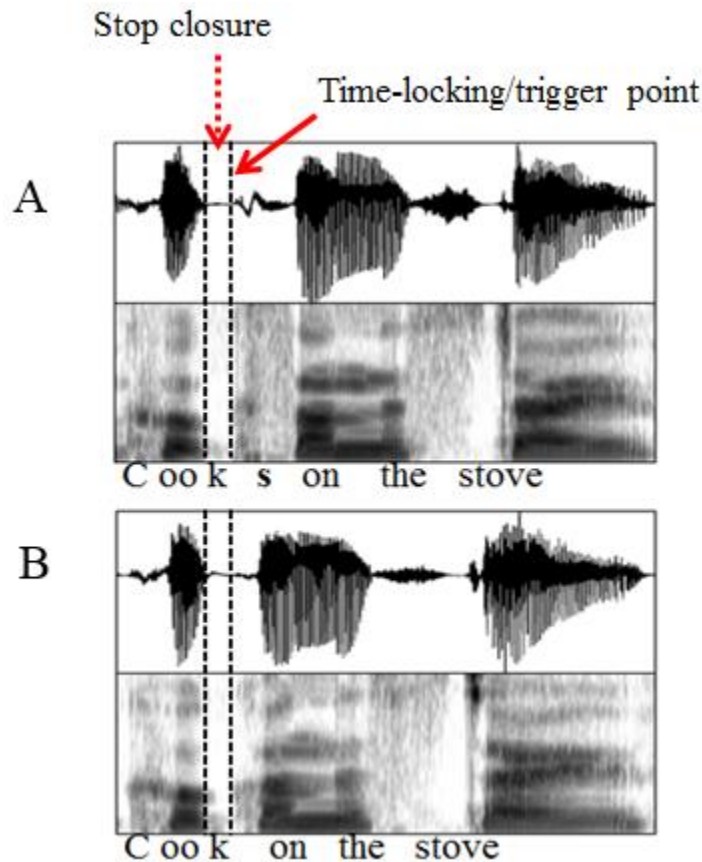 Stop closure
Time-locking/trigger point
A
C oo k s on the stove
B
C oo k on the stove